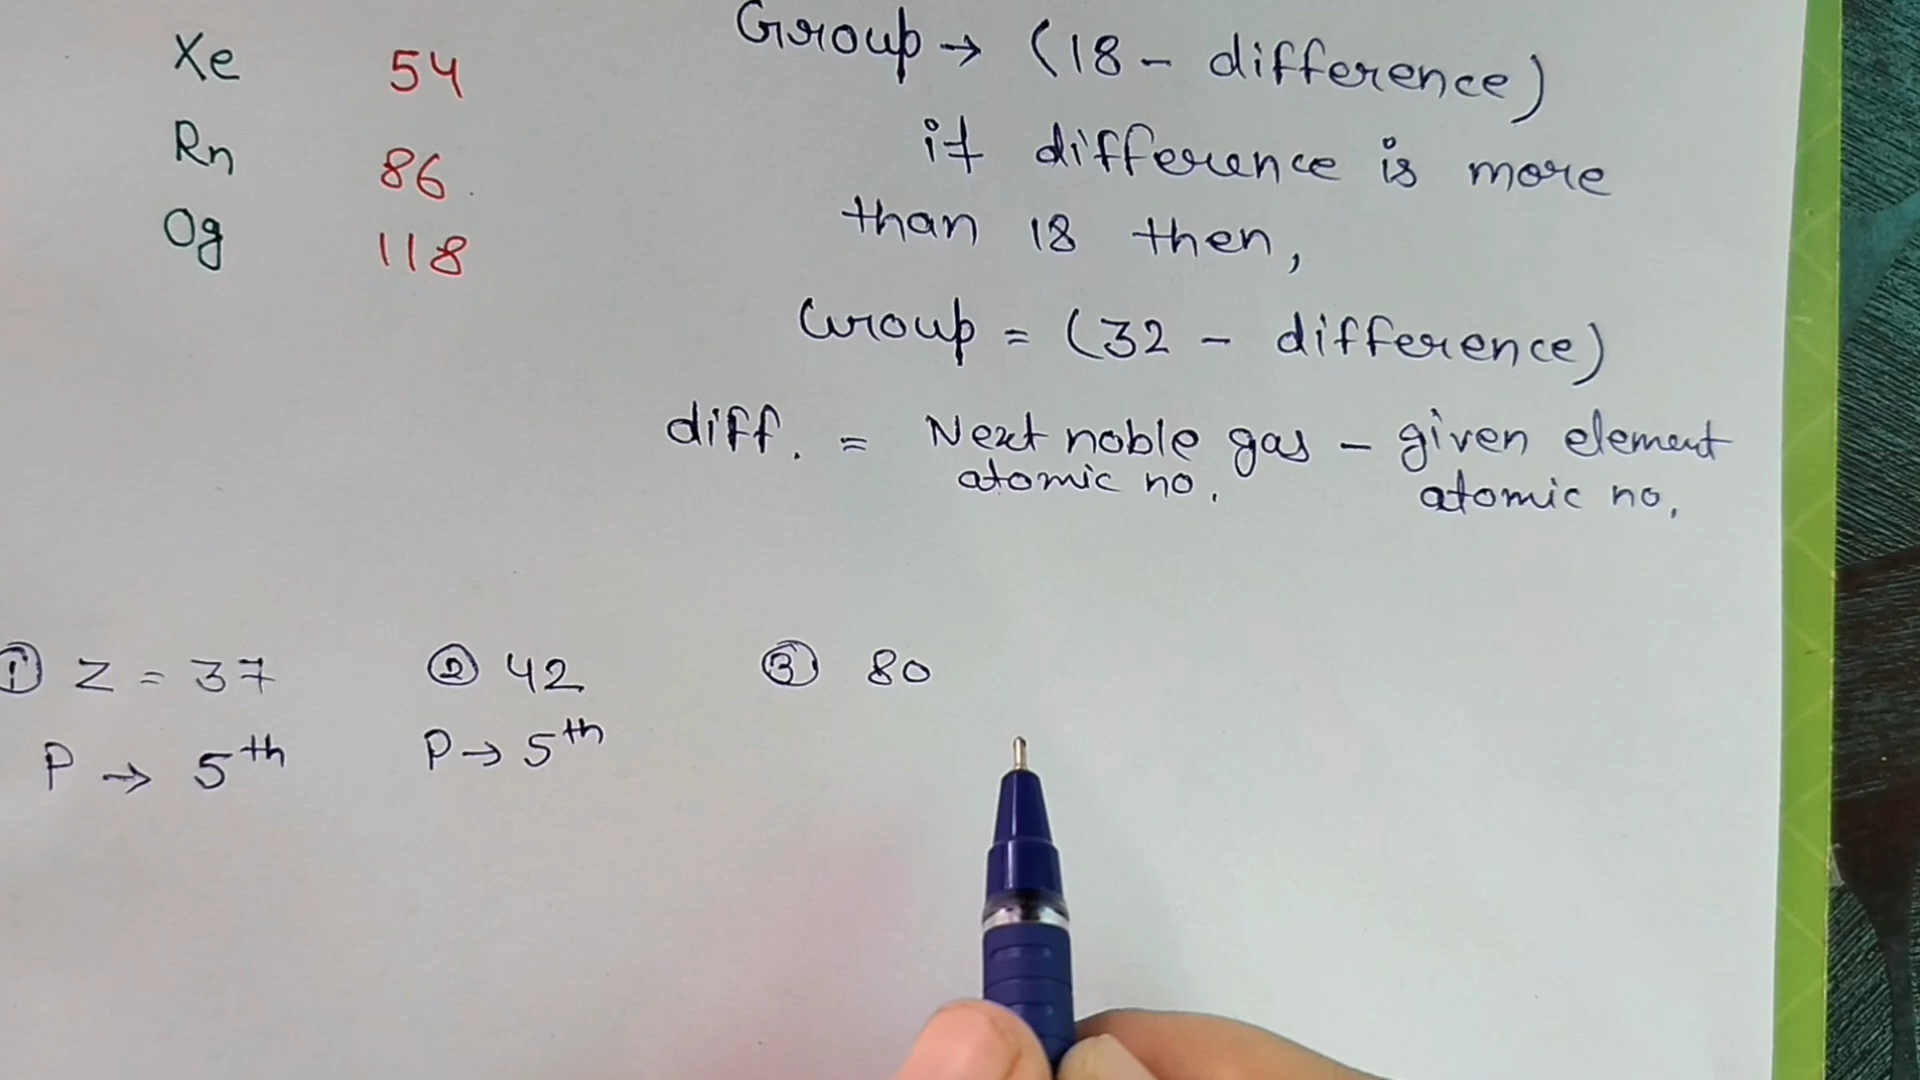 Xe 54
Rn 86
Og 118
Group → (18 - difference)
if difference is more
than 18 then,
Group = (32 - difference)
diff. = Next noble gas - given element
atomic no. atomic no.
① Z = 37 ② 42 ③ 80
P → 5th P → 5th